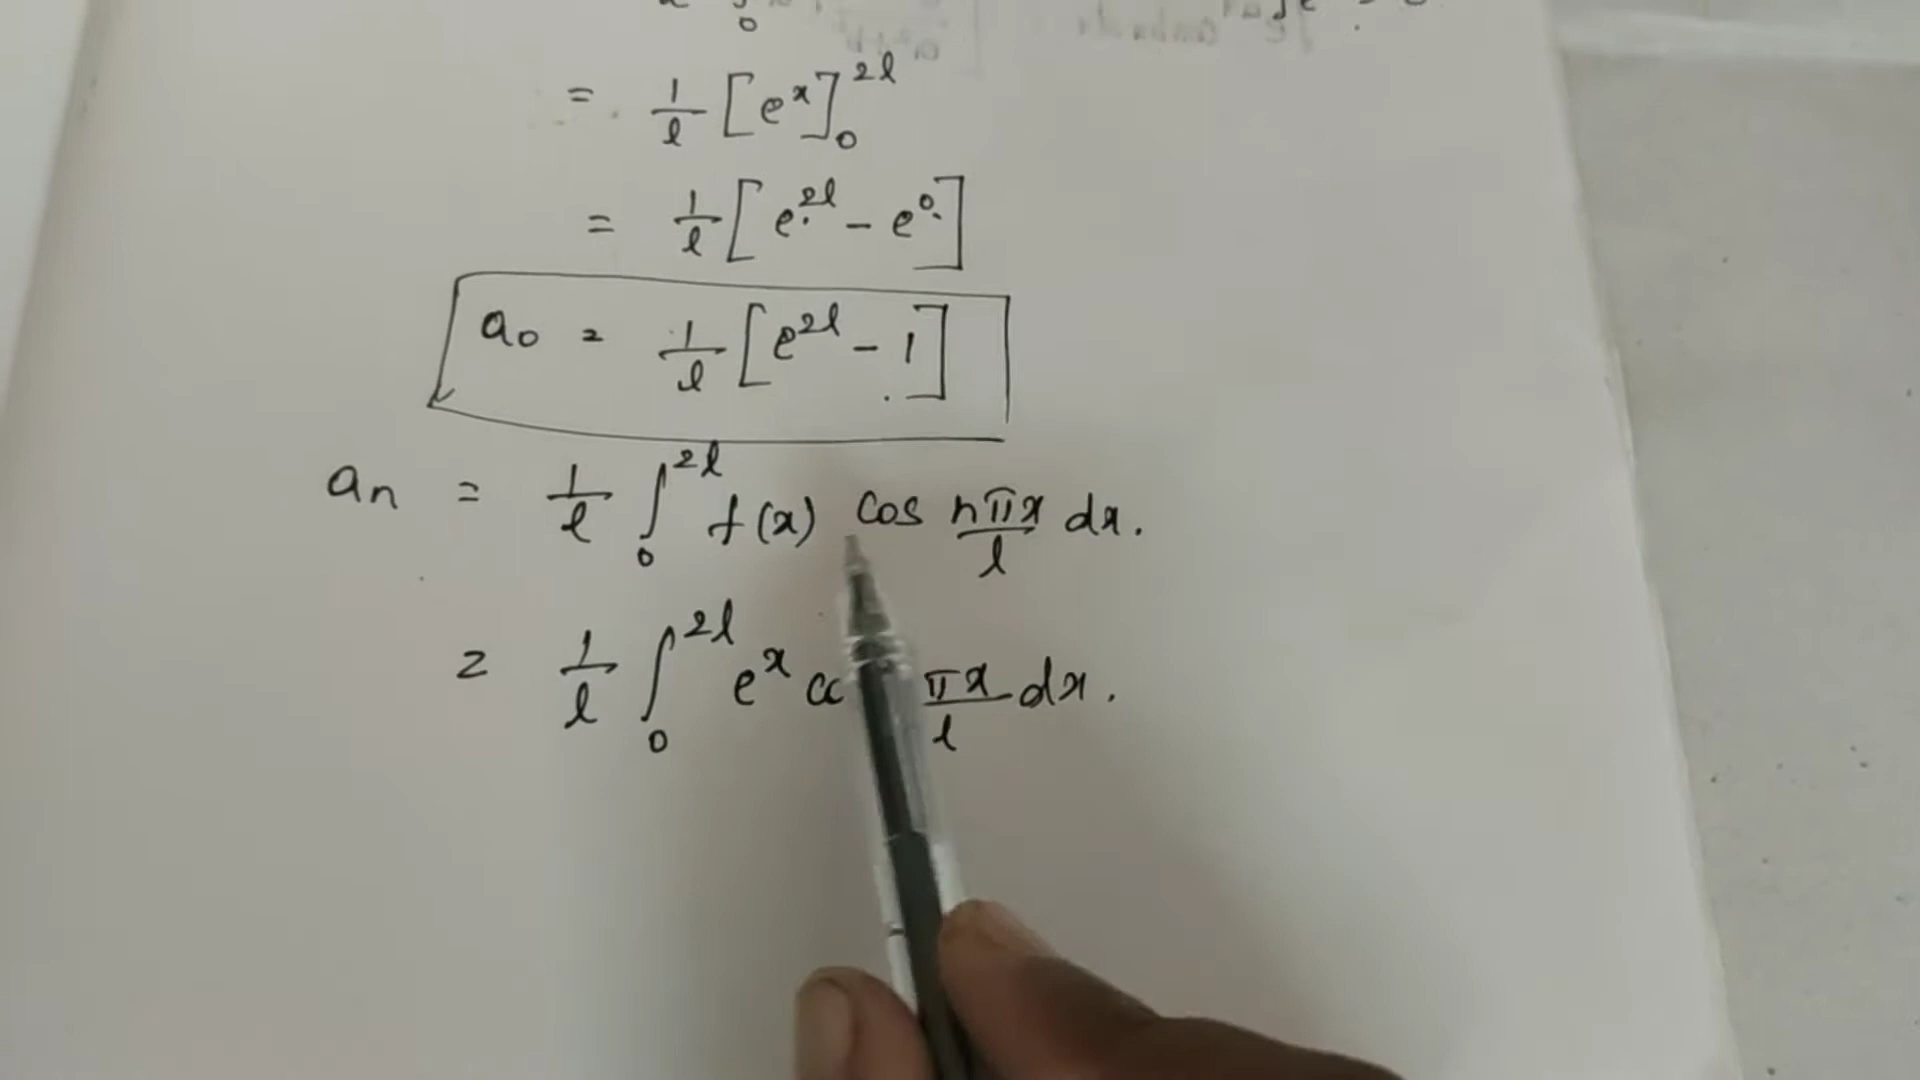 = 1/l [e^x]_0^{2l}
= 1/l [e^{2l} - e^0]
a_0 = 1/l [e^{2l} - 1]
a_n = 1/l ∫_0^{2l} f(x) cos nπx/l dx.
= 1/l ∫_0^{2l} e^x πx/l dx.